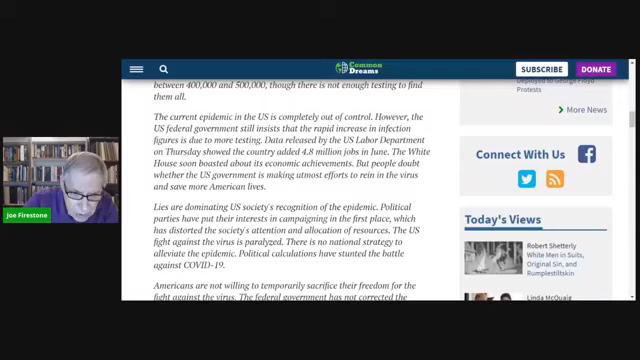 Common
Dreams
SUBSCRIBE
DONATE
between 400,000 and 500,000, though there is not enough testing to find
them all.
The current epidemic in the US is completely out of control. However, the
US federal government still insists that the rapid increase in infection
figures is due to more testing. Data released by the US Labor Department
on Thursday showed the country added 4.8 million jobs in June. The White
House soon boasted about its economic achievements. But people doubt
whether the US government is making utmost efforts to rein in the virus
and save more American lives.
Lies are dominating US society's recognition of the epidemic. Political
parties have put their interests in campaigning in the first place, which
has distorted the society's attention and allocation of resources. The US
fight against the virus is paralyzed. There is no national strategy to
alleviate the epidemic. Political calculations have stunted the battle
against COVID-19.
Americans are not willing to temporarily sacrifice their freedom for the
fight against the virus. The federal government has not corrected the
Deployed to George Floyd
Protests
More News
Connect With Us
Today's Views
Robert Shetterly
White Men in Suits,
Original Sin, and
Rumplestiltskin
Linda McQuaig
Joe Firestone